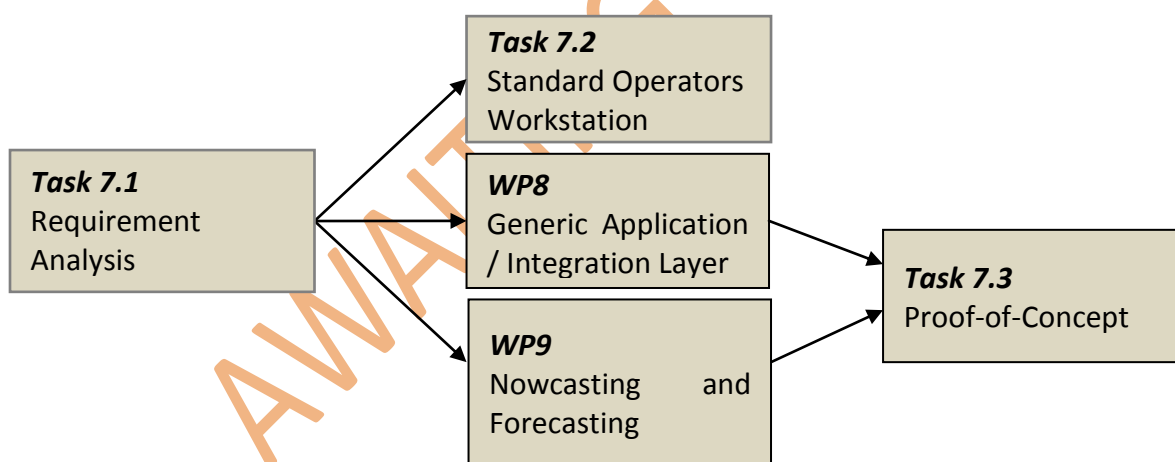 Task 7.2
Standard Operators
Workstation
Task 7.1
Requirement
Analysis
WP8
Generic Application
/ Integration Layer
Task 7.3
Proof-of-Concept
WP9
Nowcasting and
Forecasting